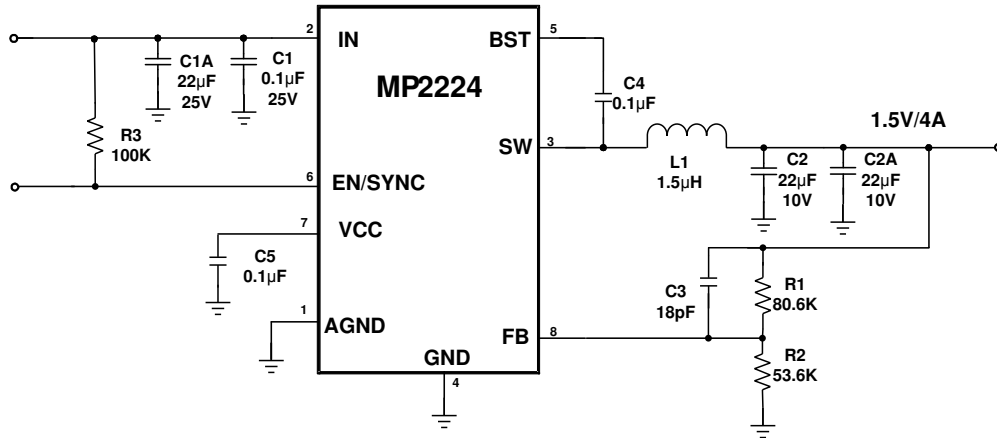 2
IN
C1A
22µF
25V
C1
0.1µF
25V
R3
100K
6
EN/SYNC
7
VCC
C5
0.1µF
1
AGND
GND
4
MP2224
BST
5
C4
0.1µF
SW
3
L1
1.5µH
1.5V/4A
C2
22µF
10V
C2A
22µF
10V
C3
18pF
R1
80.6K
FB
8
R2
53.6K